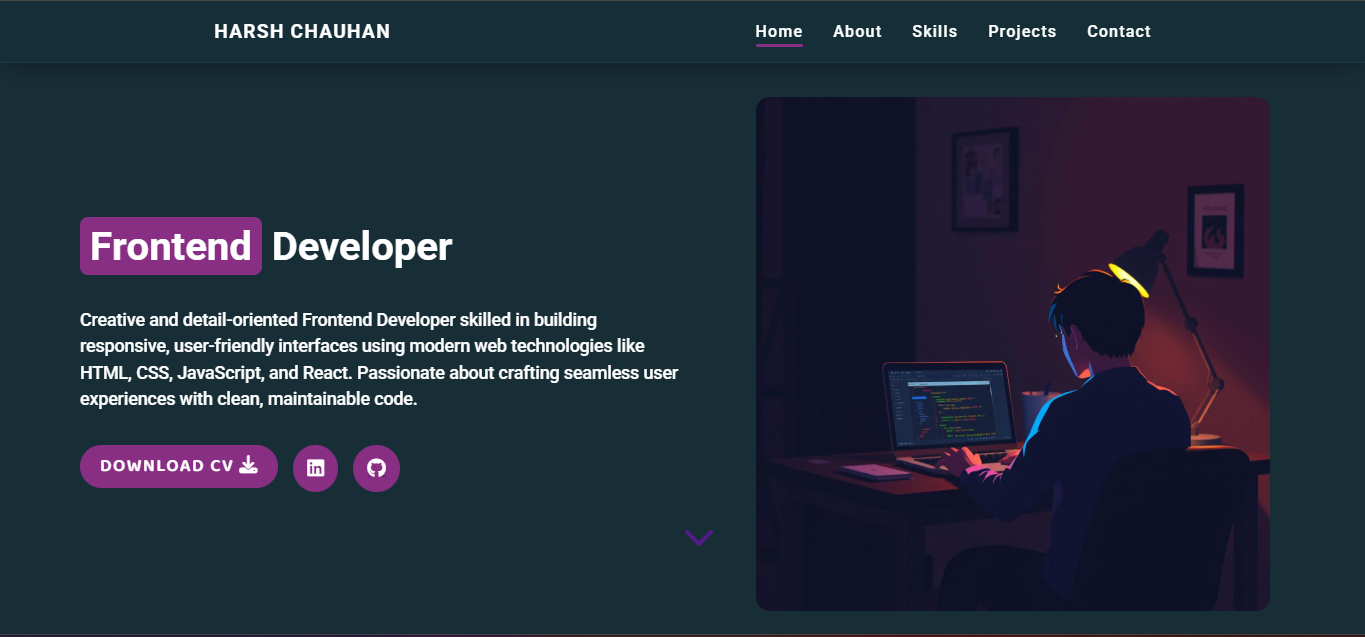 HARSH CHAUHAN
Home About Skills Projects Contact
Frontend Developer
Creative and detail-oriented Frontend Developer skilled in building
responsive, user-friendly interfaces using modern web technologies like
HTML, CSS, JavaScript, and React. Passionate about crafting seamless user
experiences with clean, maintainable code.
DOWNLOAD CV
in